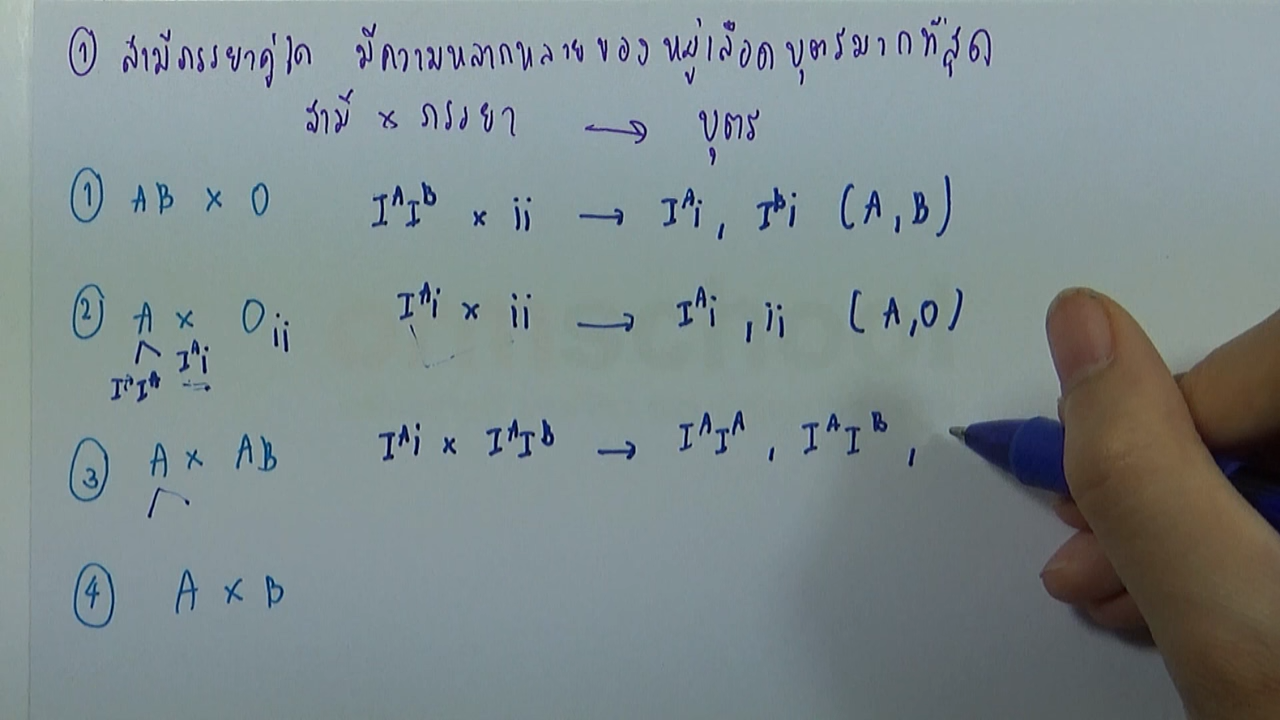 ① สามีภรรยาคู่ใด มีความหลากหลายของหมู่เลือดบุตรมากที่สุด
สามี × ภรรยา → บุตร
① AB × O IᴬIᴮ × ii → Iᴬi , Iᴮi (A, B)
② A × O ii Iᴬi × ii → Iᴬi , ii (A,O)
IᴬIᴬ Iᴬi
③ A × AB Iᴬi × IᴬIᴮ → IᴬIᴬ , IᴬIᴮ ,
④ A × B